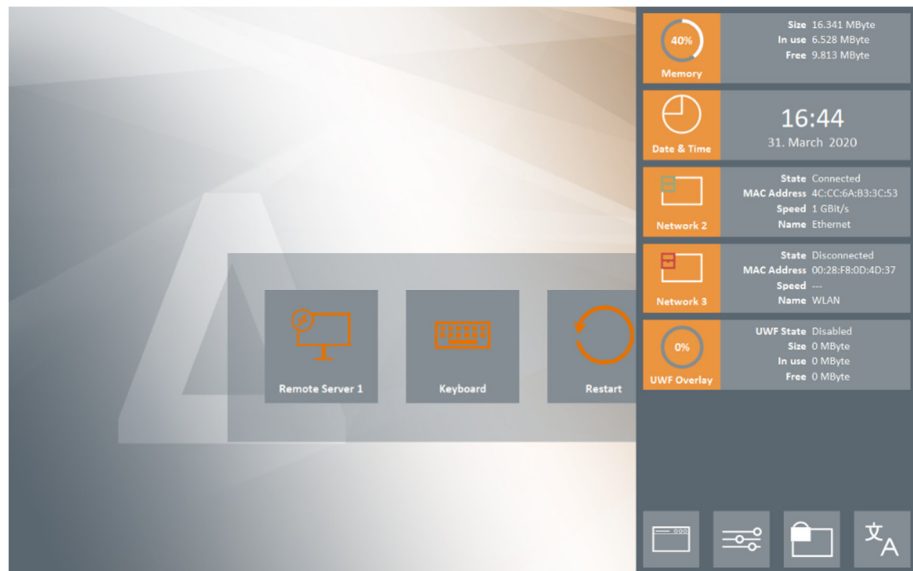 40%
Memory
Size 16.341 MByte
In use 6.528 MByte
Free 9.813 MByte
Date & Time
16:44
31. March 2020
Network 2
State Connected
MAC Address 4C:CC:6A:B3:3C:53
Speed 1 GBit/s
Name Ethernet
Network 3
State Disconnected
MAC Address 00:28:F8:0D:4D:37
Speed ---
Name WLAN
0%
UWF Overlay
UWF State DIsabled
Size 0 MByte
In use 0 MByte
Free 0 MByte
Remote Server 1
Keyboard
Restart
文A